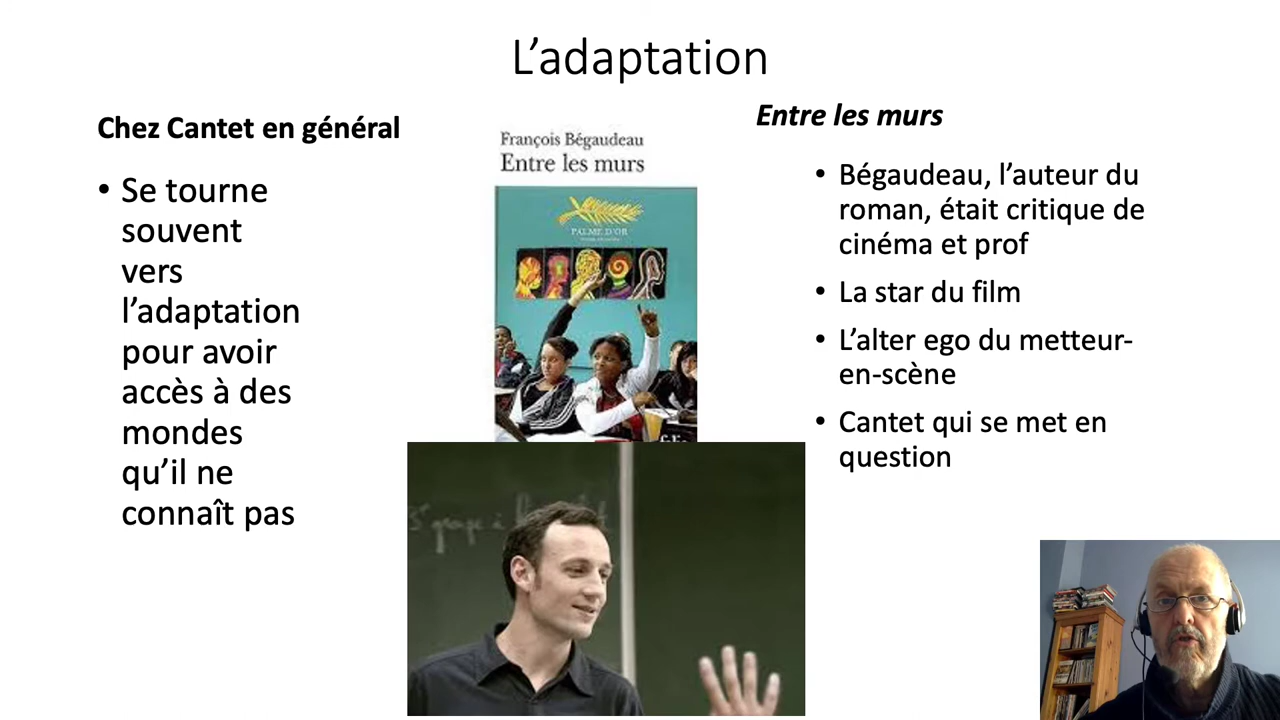 L’adaptation
Chez Cantet en général
• Se tourne
souvent
vers
l’adaptation
pour avoir
accès à des
mondes
qu’il ne
connaît pas
François Bégaudeau
Entre les murs
PALME D'OR
Entre les murs
• Bégaudeau, l’auteur du
roman, était critique de
cinéma et prof
• La star du film
• L’alter ego du metteur-
en-scène
• Cantet qui se met en
question